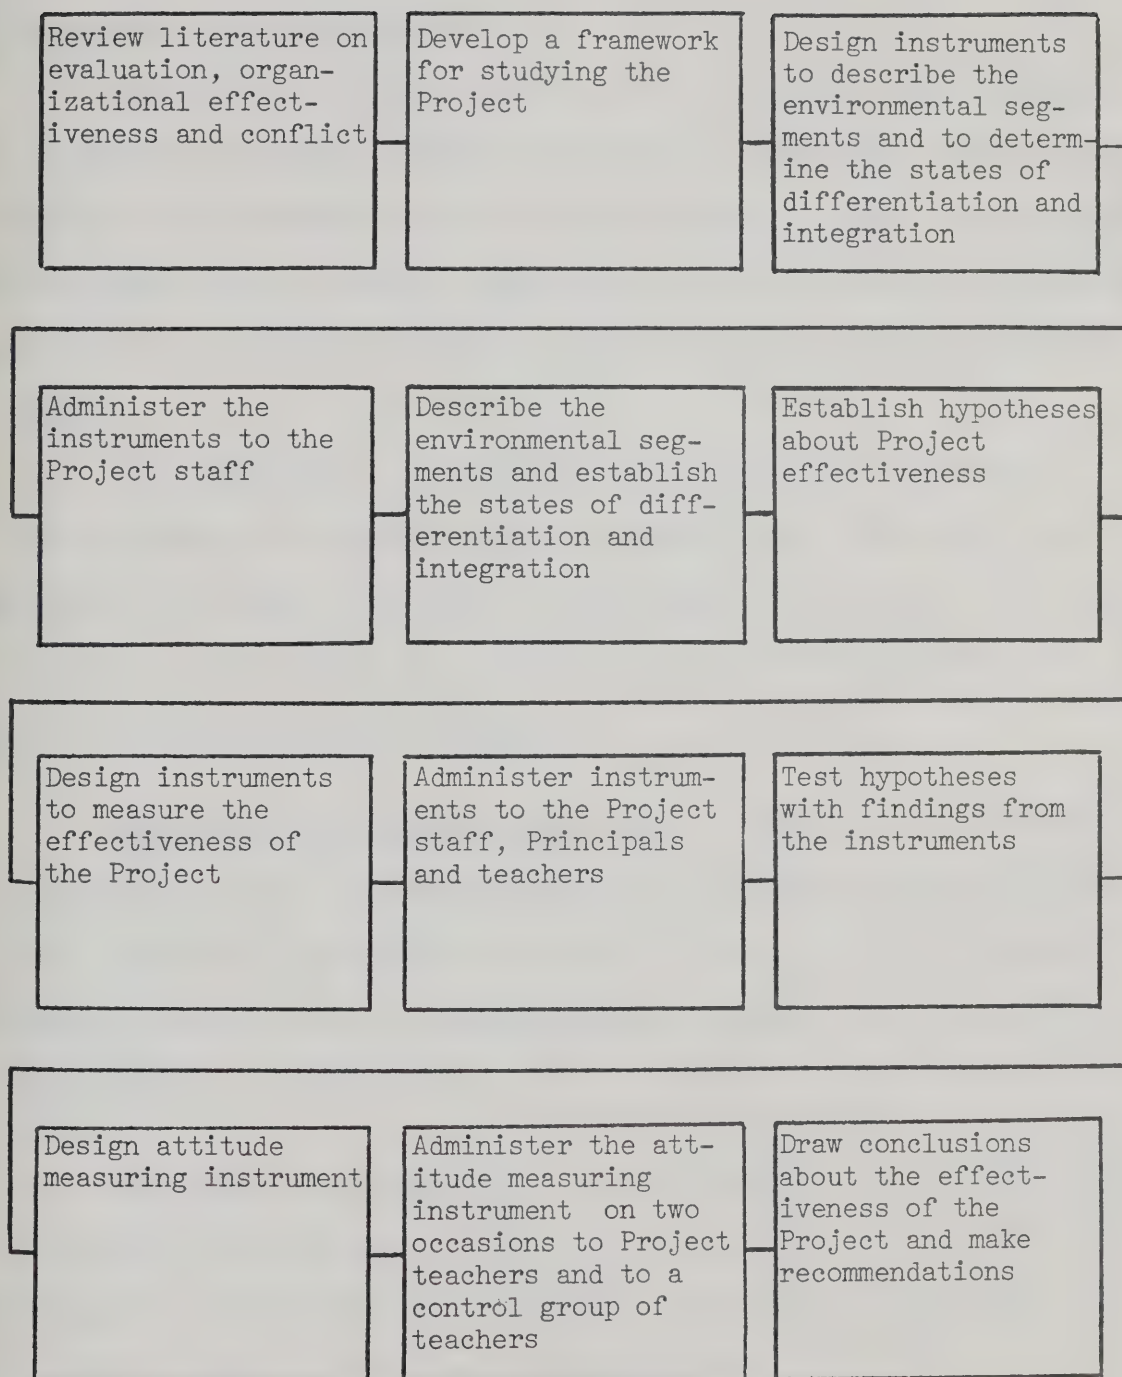 Review literature on
evaluation, organ-
izational effect-
iveness and conflict
Develop a framework
for studying the
Project
Design instruments
to describe the
environmental seg-
ments and to determ-
ine the states of
differentiation and
integration
Administer the
instruments to the
Project staff
Describe the
environmental seg-
ments and establish
the states of diff-
erentiation and
integration
Establish hypotheses
about Project
effectiveness
Design instruments
to measure the
effectiveness of
the Project
Administer instrum-
ents to the Project
staff, Principals
and teachers
Test hypotheses
with findings from
the instruments
Design attitude
measuring instrument
Administer the att-
itude measuring
instrument on two
occasions to Project
teachers and to a
control group of
teachers
Draw conclusions
about the effect-
iveness of the
Project and make
recommendations